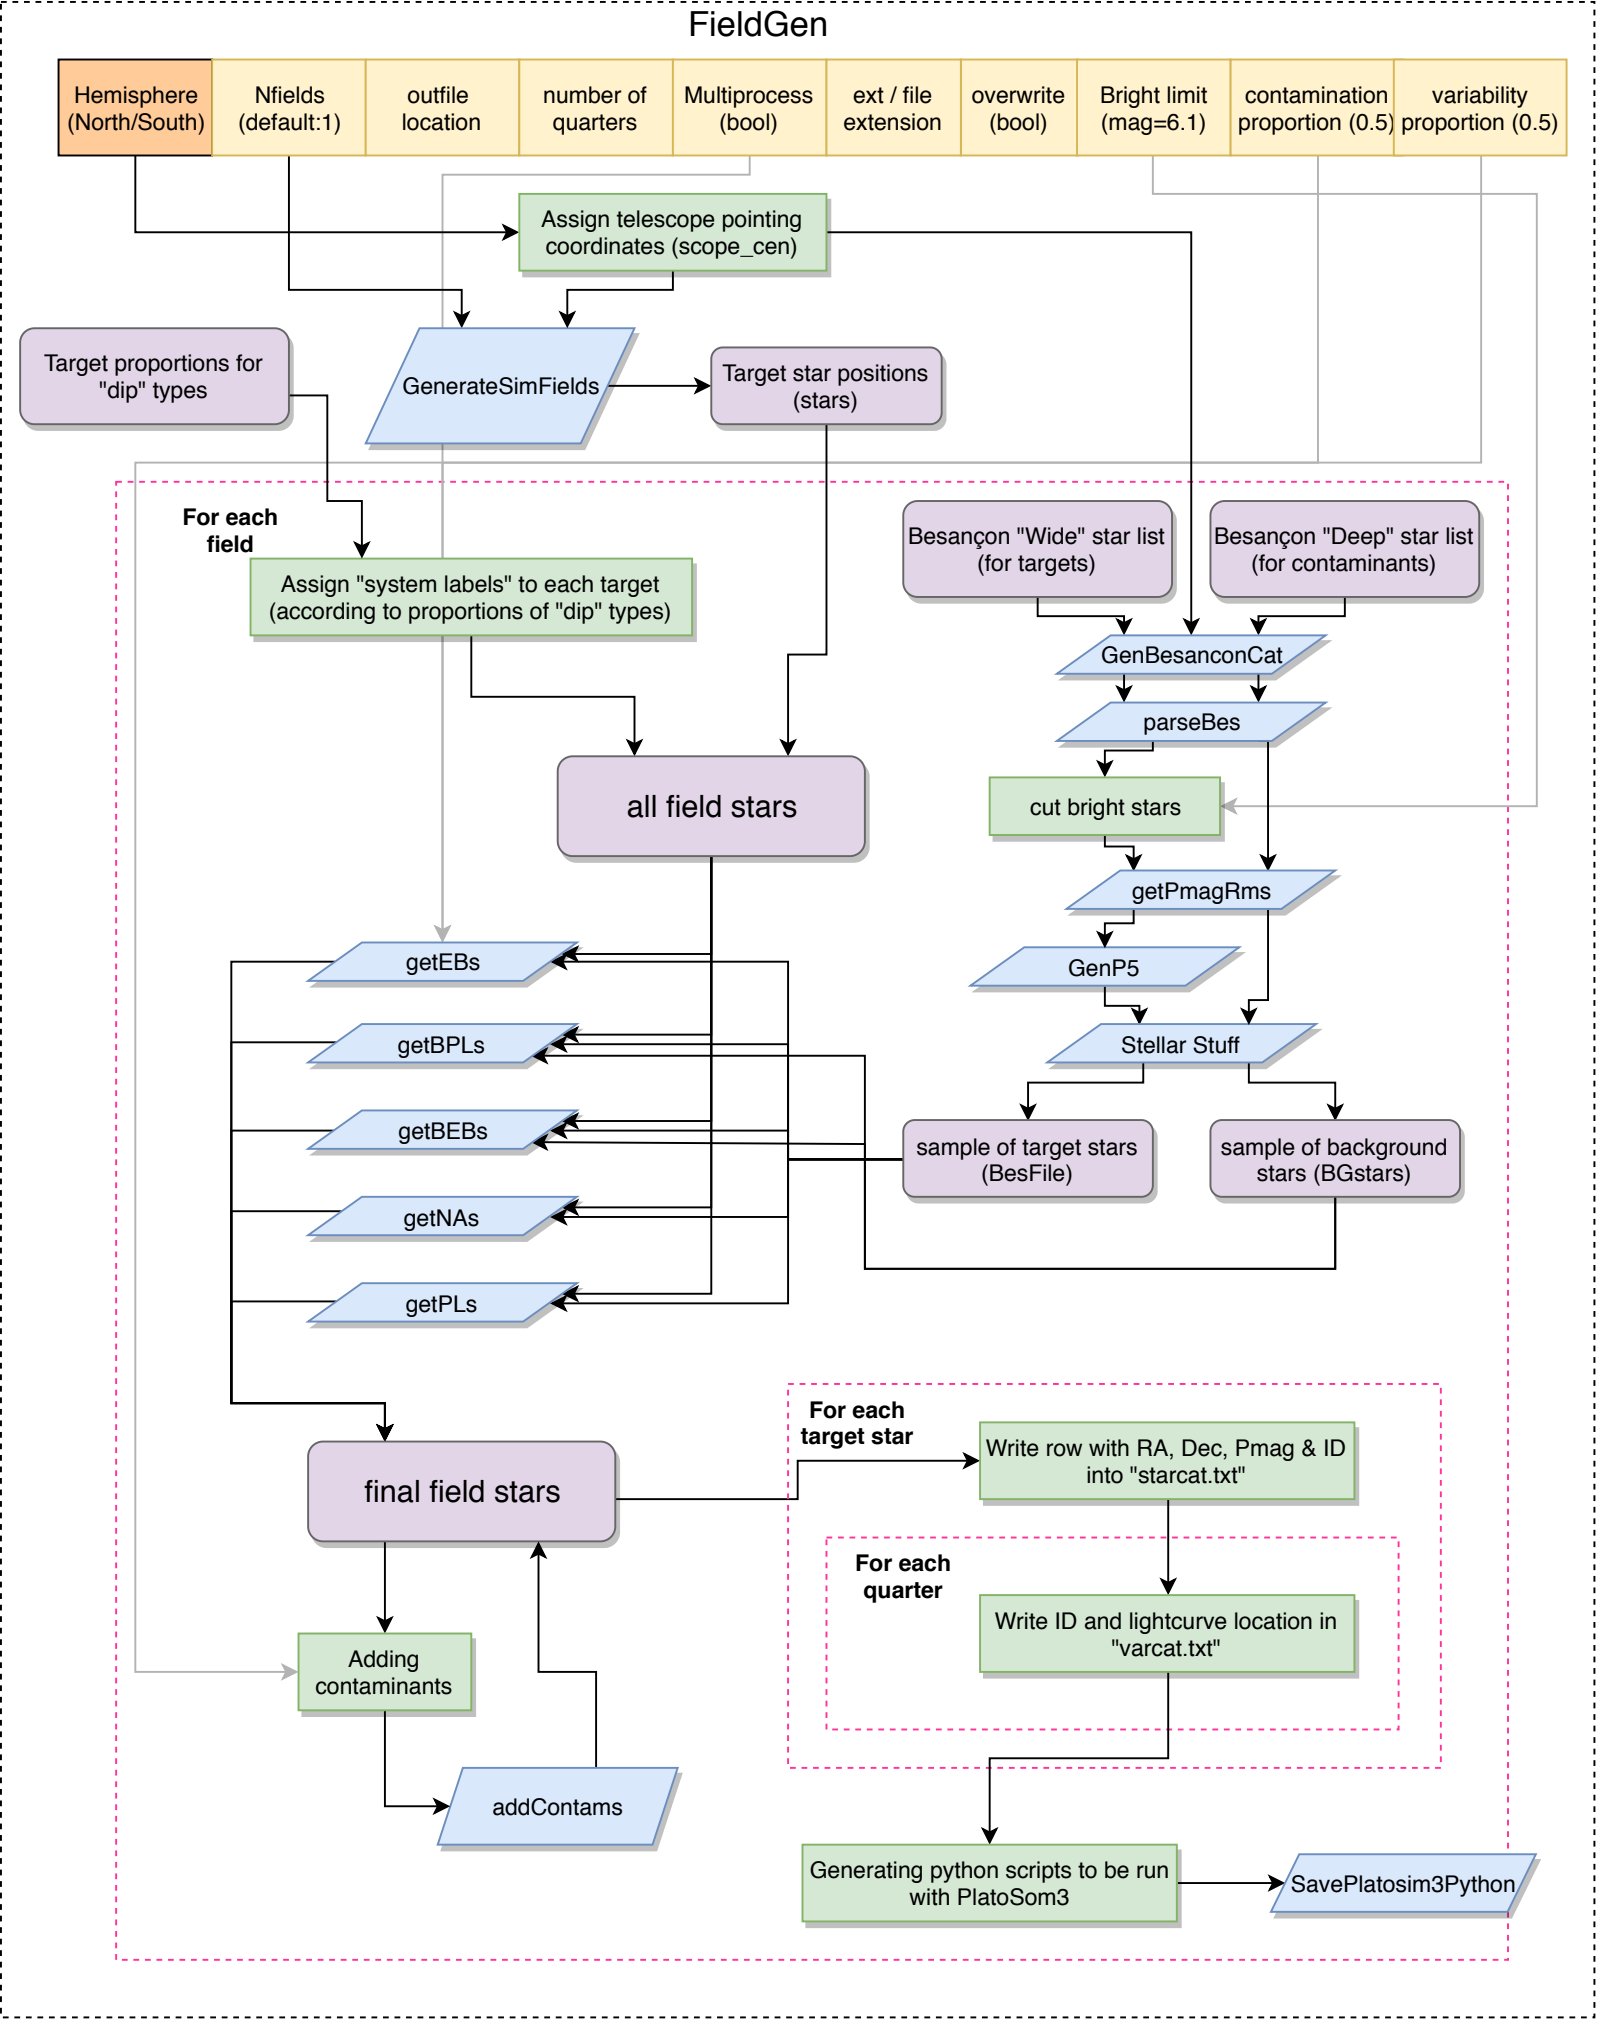 FieldGen
Hemisphere
(North/South)
Nfields
(default:1)
outfile
location
number of
quarters
Multiprocess
(bool)
ext / file
extension
overwrite
(bool)
Bright limit
(mag=6.1)
contamination
proportion (0.5)
variability
proportion (0.5)
Assign telescope pointing
coordinates (scope_cen)
Target proportions for
"dip" types
GenerateSimFields
Target star positions
(stars)
For each
field
Assign "system labels" to each target
(according to proportions of "dip" types)
Besançon "Wide" star list
(for targets)
Besançon "Deep" star list
(for contaminants)
GenBesanconCat
parseBes
all field stars
cut bright stars
getPmagRms
getEBs
GenP5
getBPLs
Stellar Stuff
getBEBs
sample of target stars
(BesFile)
sample of background
stars (BGstars)
getNAs
getPLs
For each
target star
Write row with RA, Dec, Pmag & ID
into "starcat.txt"
final field stars
For each
quarter
Write ID and lightcurve location in
"varcat.txt"
Adding
contaminants
addContams
Generating python scripts to be run
with PlatoSom3
SavePlatosim3Python